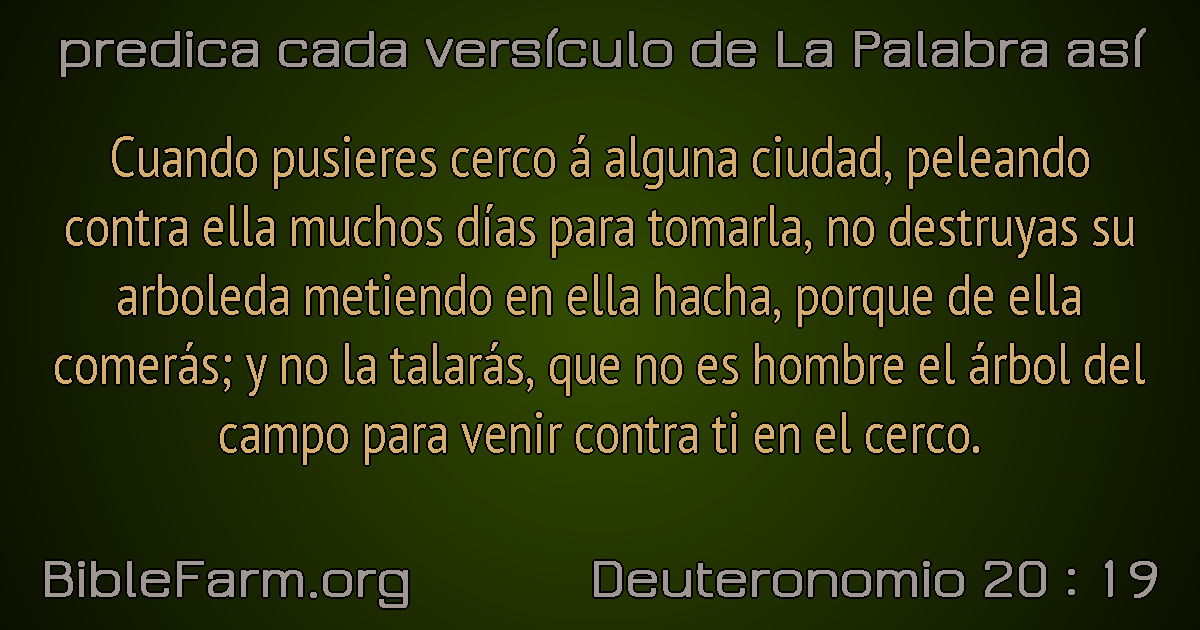 predica cada versículo de La Palabra así
Cuando pusieres cerco á alguna ciudad, peleando
contra ella muchos días para tomarla, no destruyas su
arboleda metiendo en ella hacha, porque de ella
comerás; y no la talarás, que no es hombre el árbol del
campo para venir contra ti en el cerco.
BibleFarm.org
Deuteronomio 20 : 19